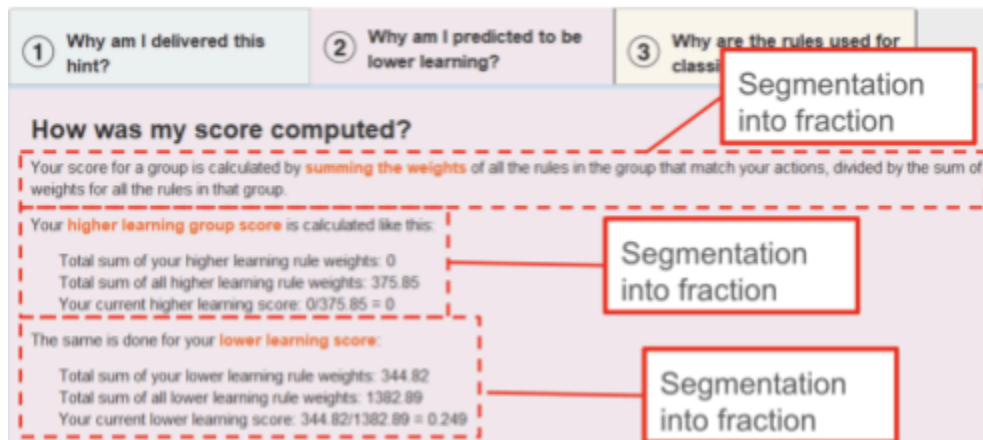 1 Why am I delivered this
hint?
2 Why am I predicted to be
lower learning?
3 Why are the rules used for
Segmentation
into fraction
How was my score computed?
Your score for a group is calculated by summing the weights of all the rules in the group that match your actions, divided by the sum of
weights for all the rules in that group.
Your higher learning group score is calculated like this:
Total sum of your higher learning rule weights: 0
Total sum of all higher learning rule weights: 375.85
Your current higher learning score: 0/375.85 = 0
Segmentation
into fraction
The same is done for your lower learning score:
Total sum of your lower learning rule weights: 344.82
Total sum of all lower learning rule weights: 1382.89
Your current lower learning score: 344.82/1382.89 = 0.249
Segmentation
into fraction